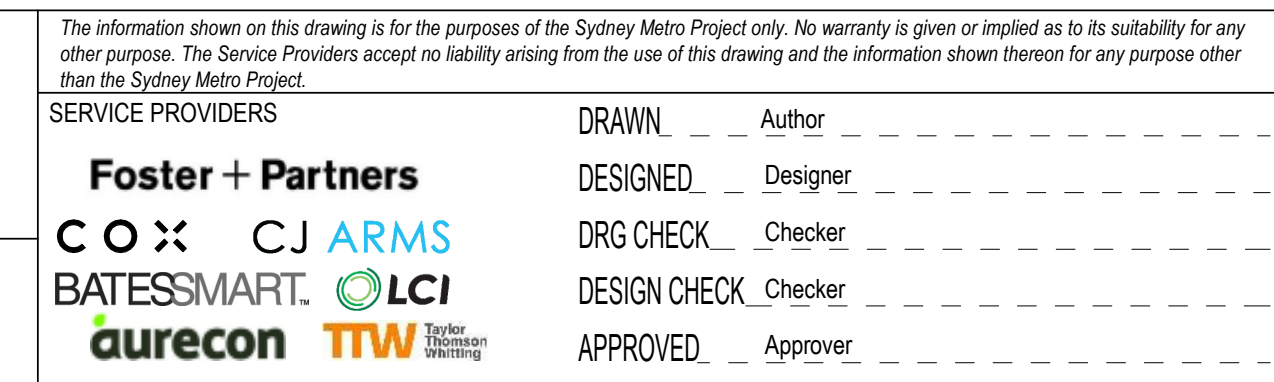 The information shown on this drawing is for the purposes of the Sydney Metro Project only. No warranty is given or implied as to its suitability for any
other purpose. The Service Providers accept no liability arising from the use of this drawing and the information shown thereon for any purpose other
than the Sydney Metro Project.
SERVICE PROVIDERS
Foster + Partners
COX CJ ARMS
BATESSMART™ LCI
aurecon TTW Taylor Thomson Whitting
DRAWN Author
DESIGNED Designer
DRG CHECK Checker
DESIGN CHECK Checker
APPROVED Approver